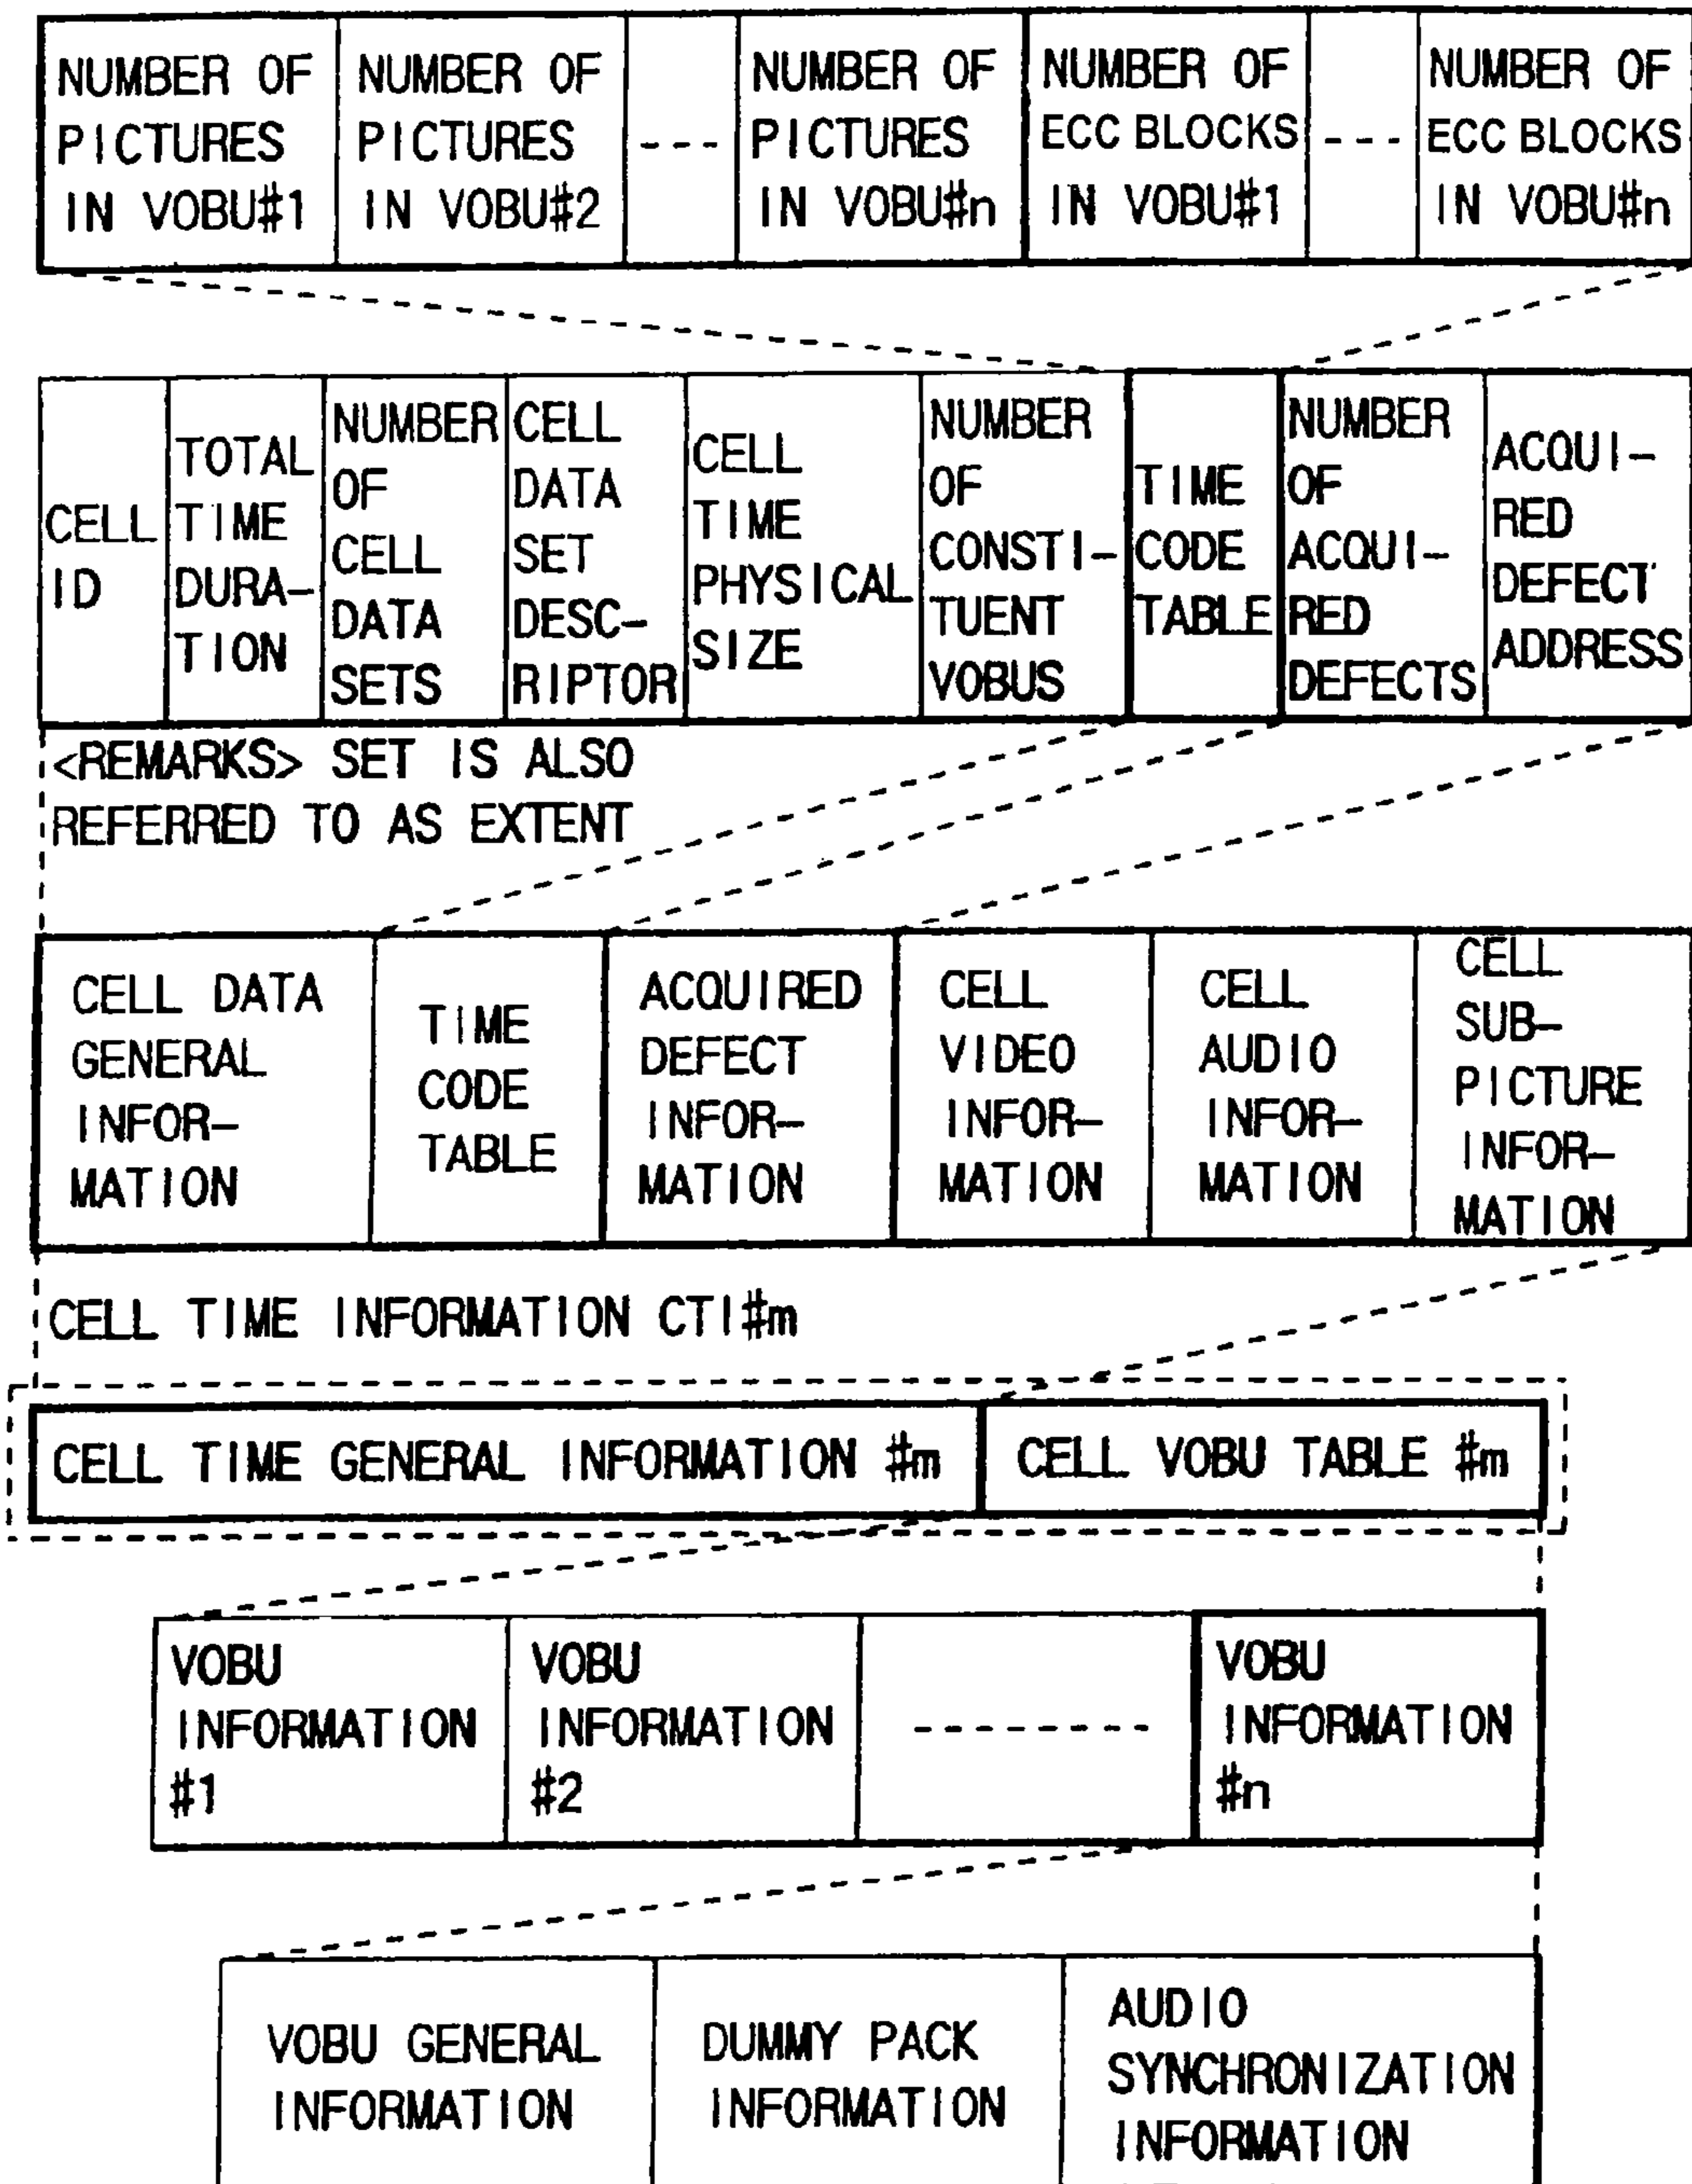 NUMBER OF
PICTURES
IN VOBU#1
NUMBER OF
PICTURES
IN VOBU#2
---
NUMBER OF
PICTURES
IN VOBU#n
NUMBER OF
ECC BLOCKS
IN VOBU#1
---
NUMBER OF
ECC BLOCKS
IN VOBU#n
CELL
ID
TOTAL
TIME
DURA-
TION
NUMBER
OF
CELL
DATA
SETS
CELL
DATA
SET
DESC-
RIPTOR
CELL
TIME
PHYSICAL
SIZE
NUMBER
OF
CONSTI-
TUENT
VOBUS
TIME
CODE
TABLE
NUMBER
OF
ACQUI-
RED
DEFECTS
ACQUI-
RED
DEFECT
ADDRESS
<REMARKS> SET IS ALSO
REFERRED TO AS EXTENT
CELL DATA
GENERAL
INFOR-
MATION
TIME
CODE
TABLE
ACQUIRED
DEFECT
INFOR-
MATION
CELL
VIDEO
INFOR-
MATION
CELL
AUDIO
INFOR-
MATION
CELL
SUB-
PICTURE
INFOR-
MATION
CELL TIME INFORMATION CTI#m
CELL TIME GENERAL INFORMATION #m
CELL VOBU TABLE #m
VOBU
INFORMATION
#1
VOBU
INFORMATION
#2
--------
VOBU
INFORMATION
#n
VOBU GENERAL
INFORMATION
DUMMY PACK
INFORMATION
AUDIO
SYNCHRONIZATION
INFORMATION